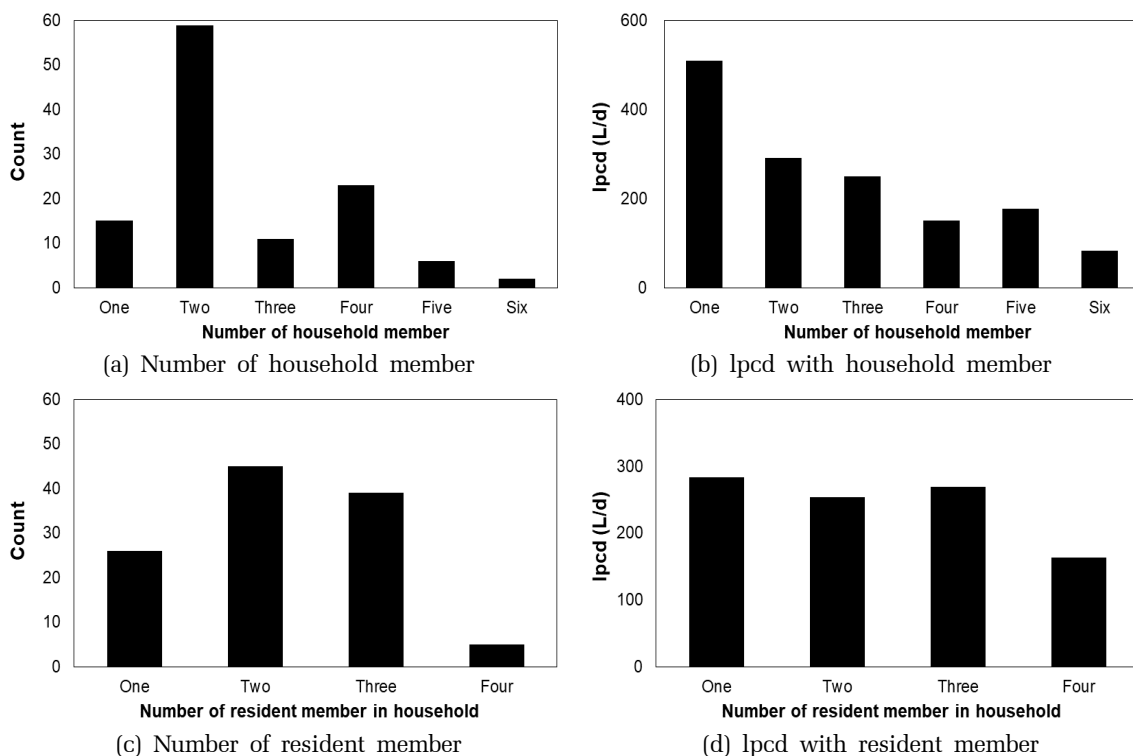 60
50
40
30
20
10
0
Count
One Two Three Four Five Six
Number of household member
(a) Number of household member
600
400
200
0
lpcd (L/d)
One Two Three Four Five Six
Number of household member
(b) lpcd with household member
60
50
40
30
20
10
0
Count
One Two Three Four
Number of resident member in household
(c) Number of resident member
400
300
200
100
0
lpcd (L/d)
One Two Three Four
Number of resident member in household
(d) lpcd with resident member